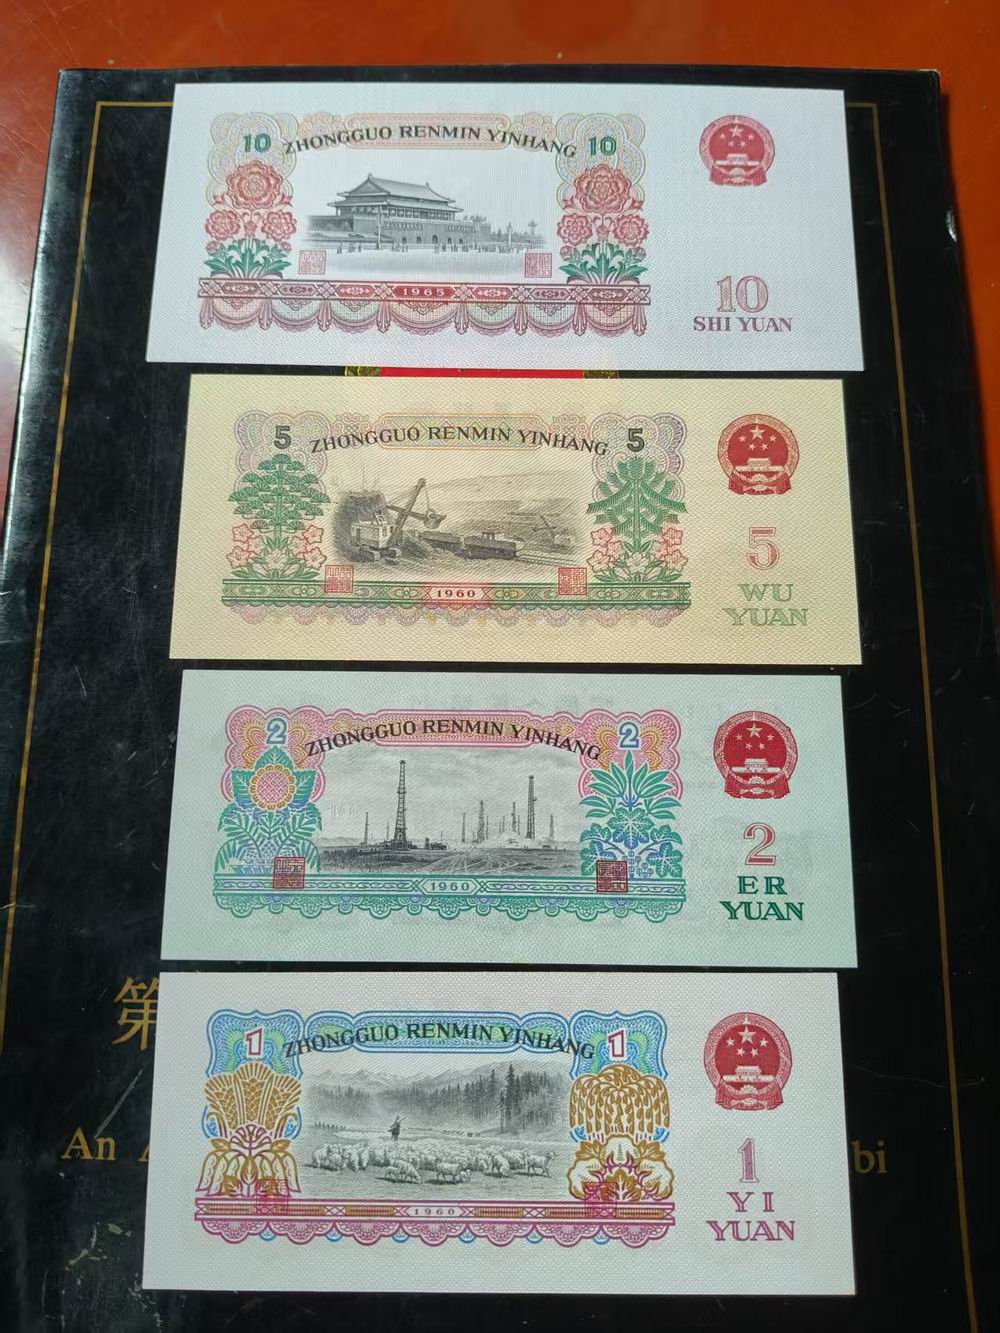 10 ZHONGGUO RENMIN YINHANG 10
1965
10
SHI YUAN
5 ZHONGGUO RENMIN YINHANG 5
1960
5
WU
YUAN
2 ZHONGGUO RENMIN YINHANG 2
1960
2
ER
YUAN
1 ZHONGGUO RENMIN YINHANG 1
1960
1
YI
YUAN
第
An
bi